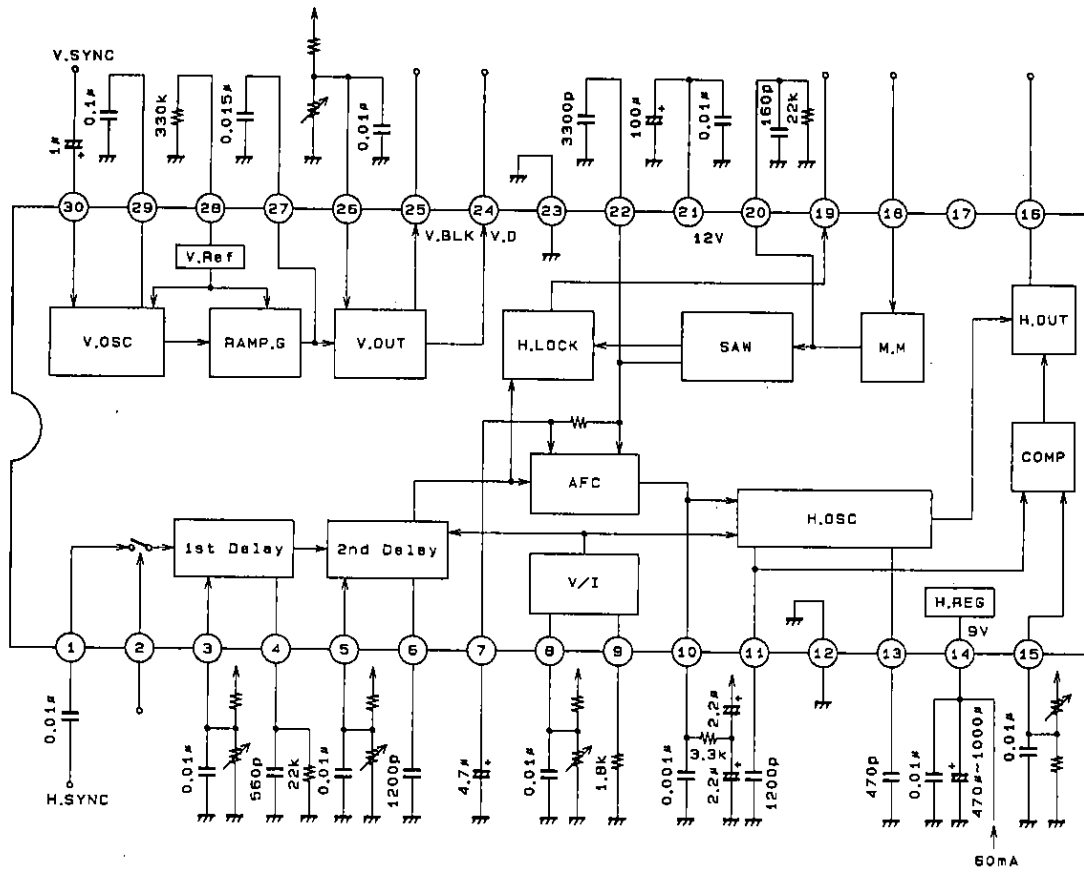 V.SYNC
1µ
0.1µ
330k
0.015µ
0.01µ
3300p
100µ
0.01µ
160p
22k
30
29
28
27
26
25
24
23
22
21
20
19
18
17
16
V.BLK
V.D
12V
V.Ref
V.OSC
RAMP.G
V.OUT
H.LOCK
SAW
M.M
H.OUT
COMP
AFC
H.OSC
1st Delay
2nd Delay
V/I
H.REG
9V
1
2
3
4
5
6
7
8
9
10
11
12
13
14
15
0.01µ
H.SYNC
0.01µ
560p
22k
0.01µ
1200p
4.7µ
0.01µ
1.8k
0.001µ
3.3k
2.2µ
2.2µ
1200p
470p
0.01µ
470µ~1000µ
0.01µ
60mA